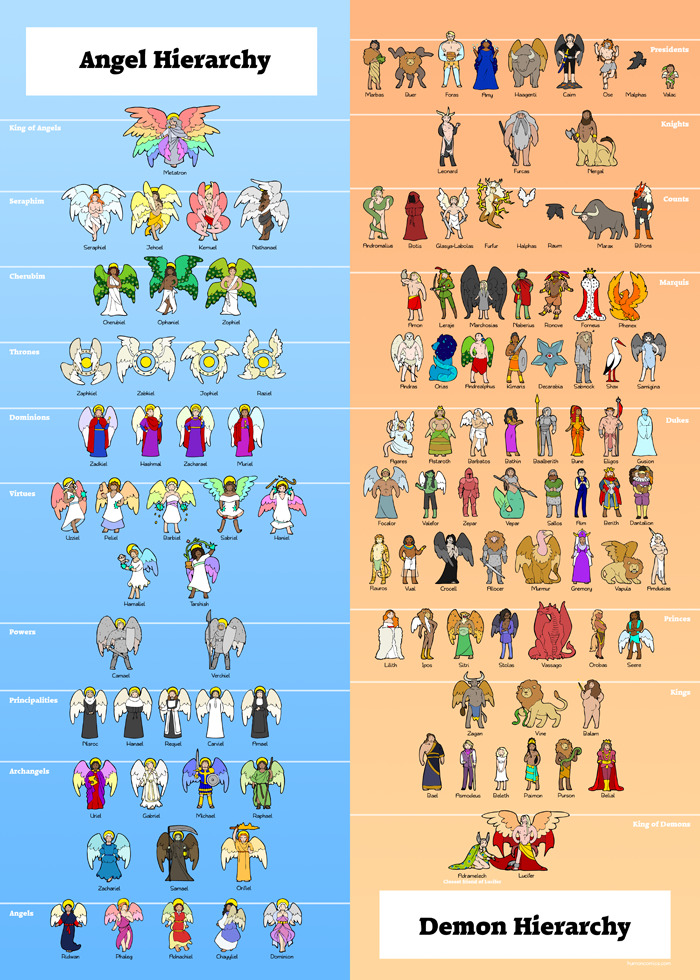 Angel Hierarchy
King of Angels
Metatron
Seraphim
Seraphiel Jehoel Kemuel Nathanael
Cherubim
Cherubiel Ophaniel Zophiel
Thrones
Zaphkiel Zabkiel Jophiel Raziel
Dominions
Zadkiel Hashmal Zacharael Muriel
Virtues
Uzziel Peliel Barbiel Sabriel Haniel
Hamaliel Tarshish
Powers
Camael Verchiel
Principalities
Nisroc Hanael Requel Cerviel Amael
Archangels
Uriel Gabriel Michael Raphael
Zachariel Samael Orifiel
Angels
Ridwan Phaleg Adnachiel Chayyliel Dominion
Presidents
Marbas Buer Foras Amy Haagenti Caim Ose Malphas Valac
Knights
Leonard Furcas Nergal
Counts
Andromalius Botis Glasya-Labolas Furfur Halphas Raum Marax Bifrons
Marquis
Amon Leraje Marchosias Naberius Ronove Forneus Phenex
Andras Orias Andrealphus Kimaris Decarabia Sabnock Shax Samigina
Dukes
Agares Astaroth Barbatos Bathin Baalberith Bune Eligos Gusion
Focalor Valefor Zepar Vepar Sallos Aim Berith Dantalion
Flauros Vual Crocell Allocer Murmur Gremory Vapula Amdusias
Princes
Lilith Ipos Sitri Stolas Vassago Orobas Seere
Kings
Zagan Vine Balam
Bael Asmodeus Beleth Paimon Purson Belial
King of Demons
Adramelech Lucifer
Demon Hierarchy